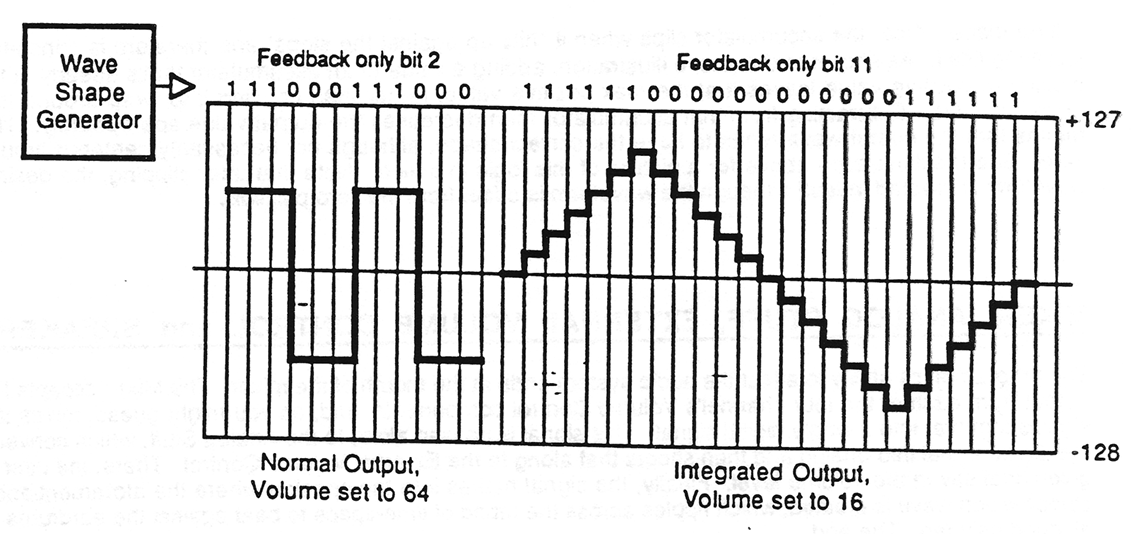 Wave
Shape
Generator
Feedback only bit 2
Feedback only bit 11
1 1 1 0 0 0 1 1 1 0 0 0
1 1 1 1 1 1 0 0 0 0 0 0 0 0 0 0 0 0 1 1 1 1 1 1
+127
-128
Normal Output,
Volume set to 64
Integrated Output,
Volume set to 16